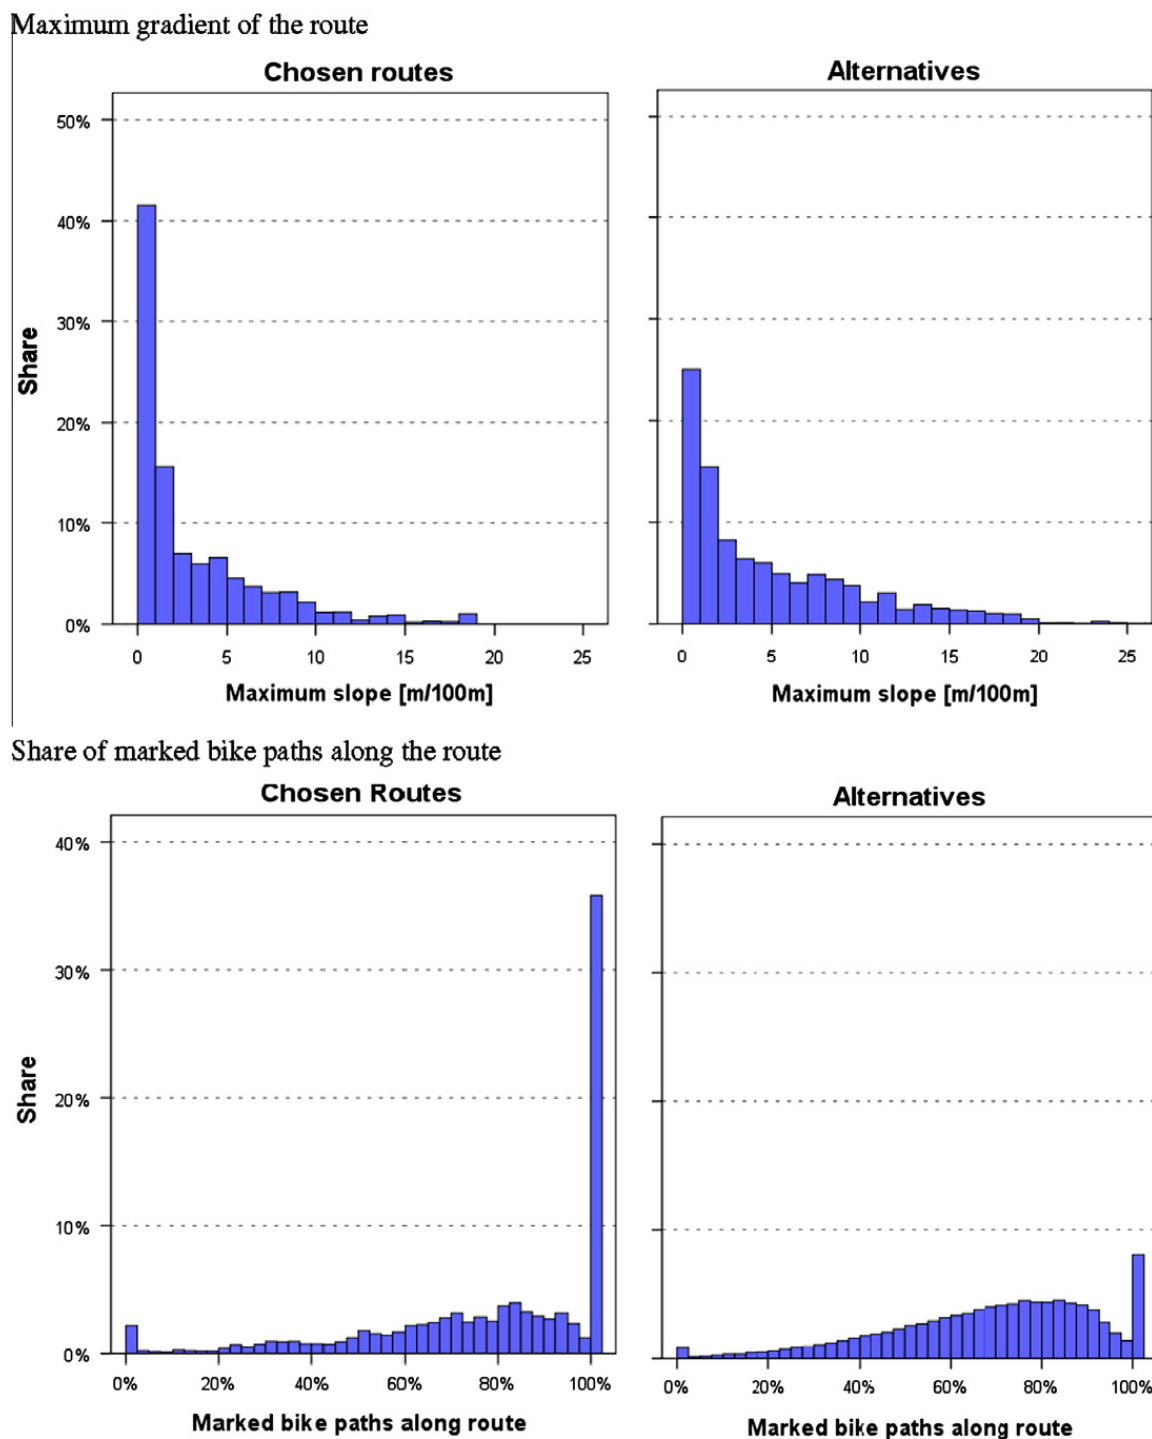 Maximum gradient of the route
Chosen routes
Alternatives
50%
40%
30%
20%
10%
0%
Share
0 5 10 15 20 25
0 5 10 15 20 25
Maximum slope [m/100m]
Maximum slope [m/100m]
Share of marked bike paths along the route
Chosen Routes
Alternatives
40%
30%
20%
10%
0%
Share
0% 20% 40% 60% 80% 100%
0% 20% 40% 60% 80% 100%
Marked bike paths along route
Marked bike paths along route